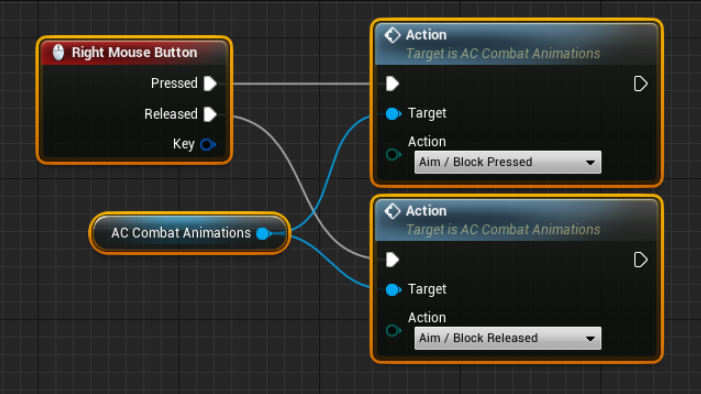 Right Mouse Button
Pressed
Released
Key
AC Combat Animations
Action
Target is AC Combat Animations
Target
Action
Aim / Block Pressed
Action
Target is AC Combat Animations
Target
Action
Aim / Block Released